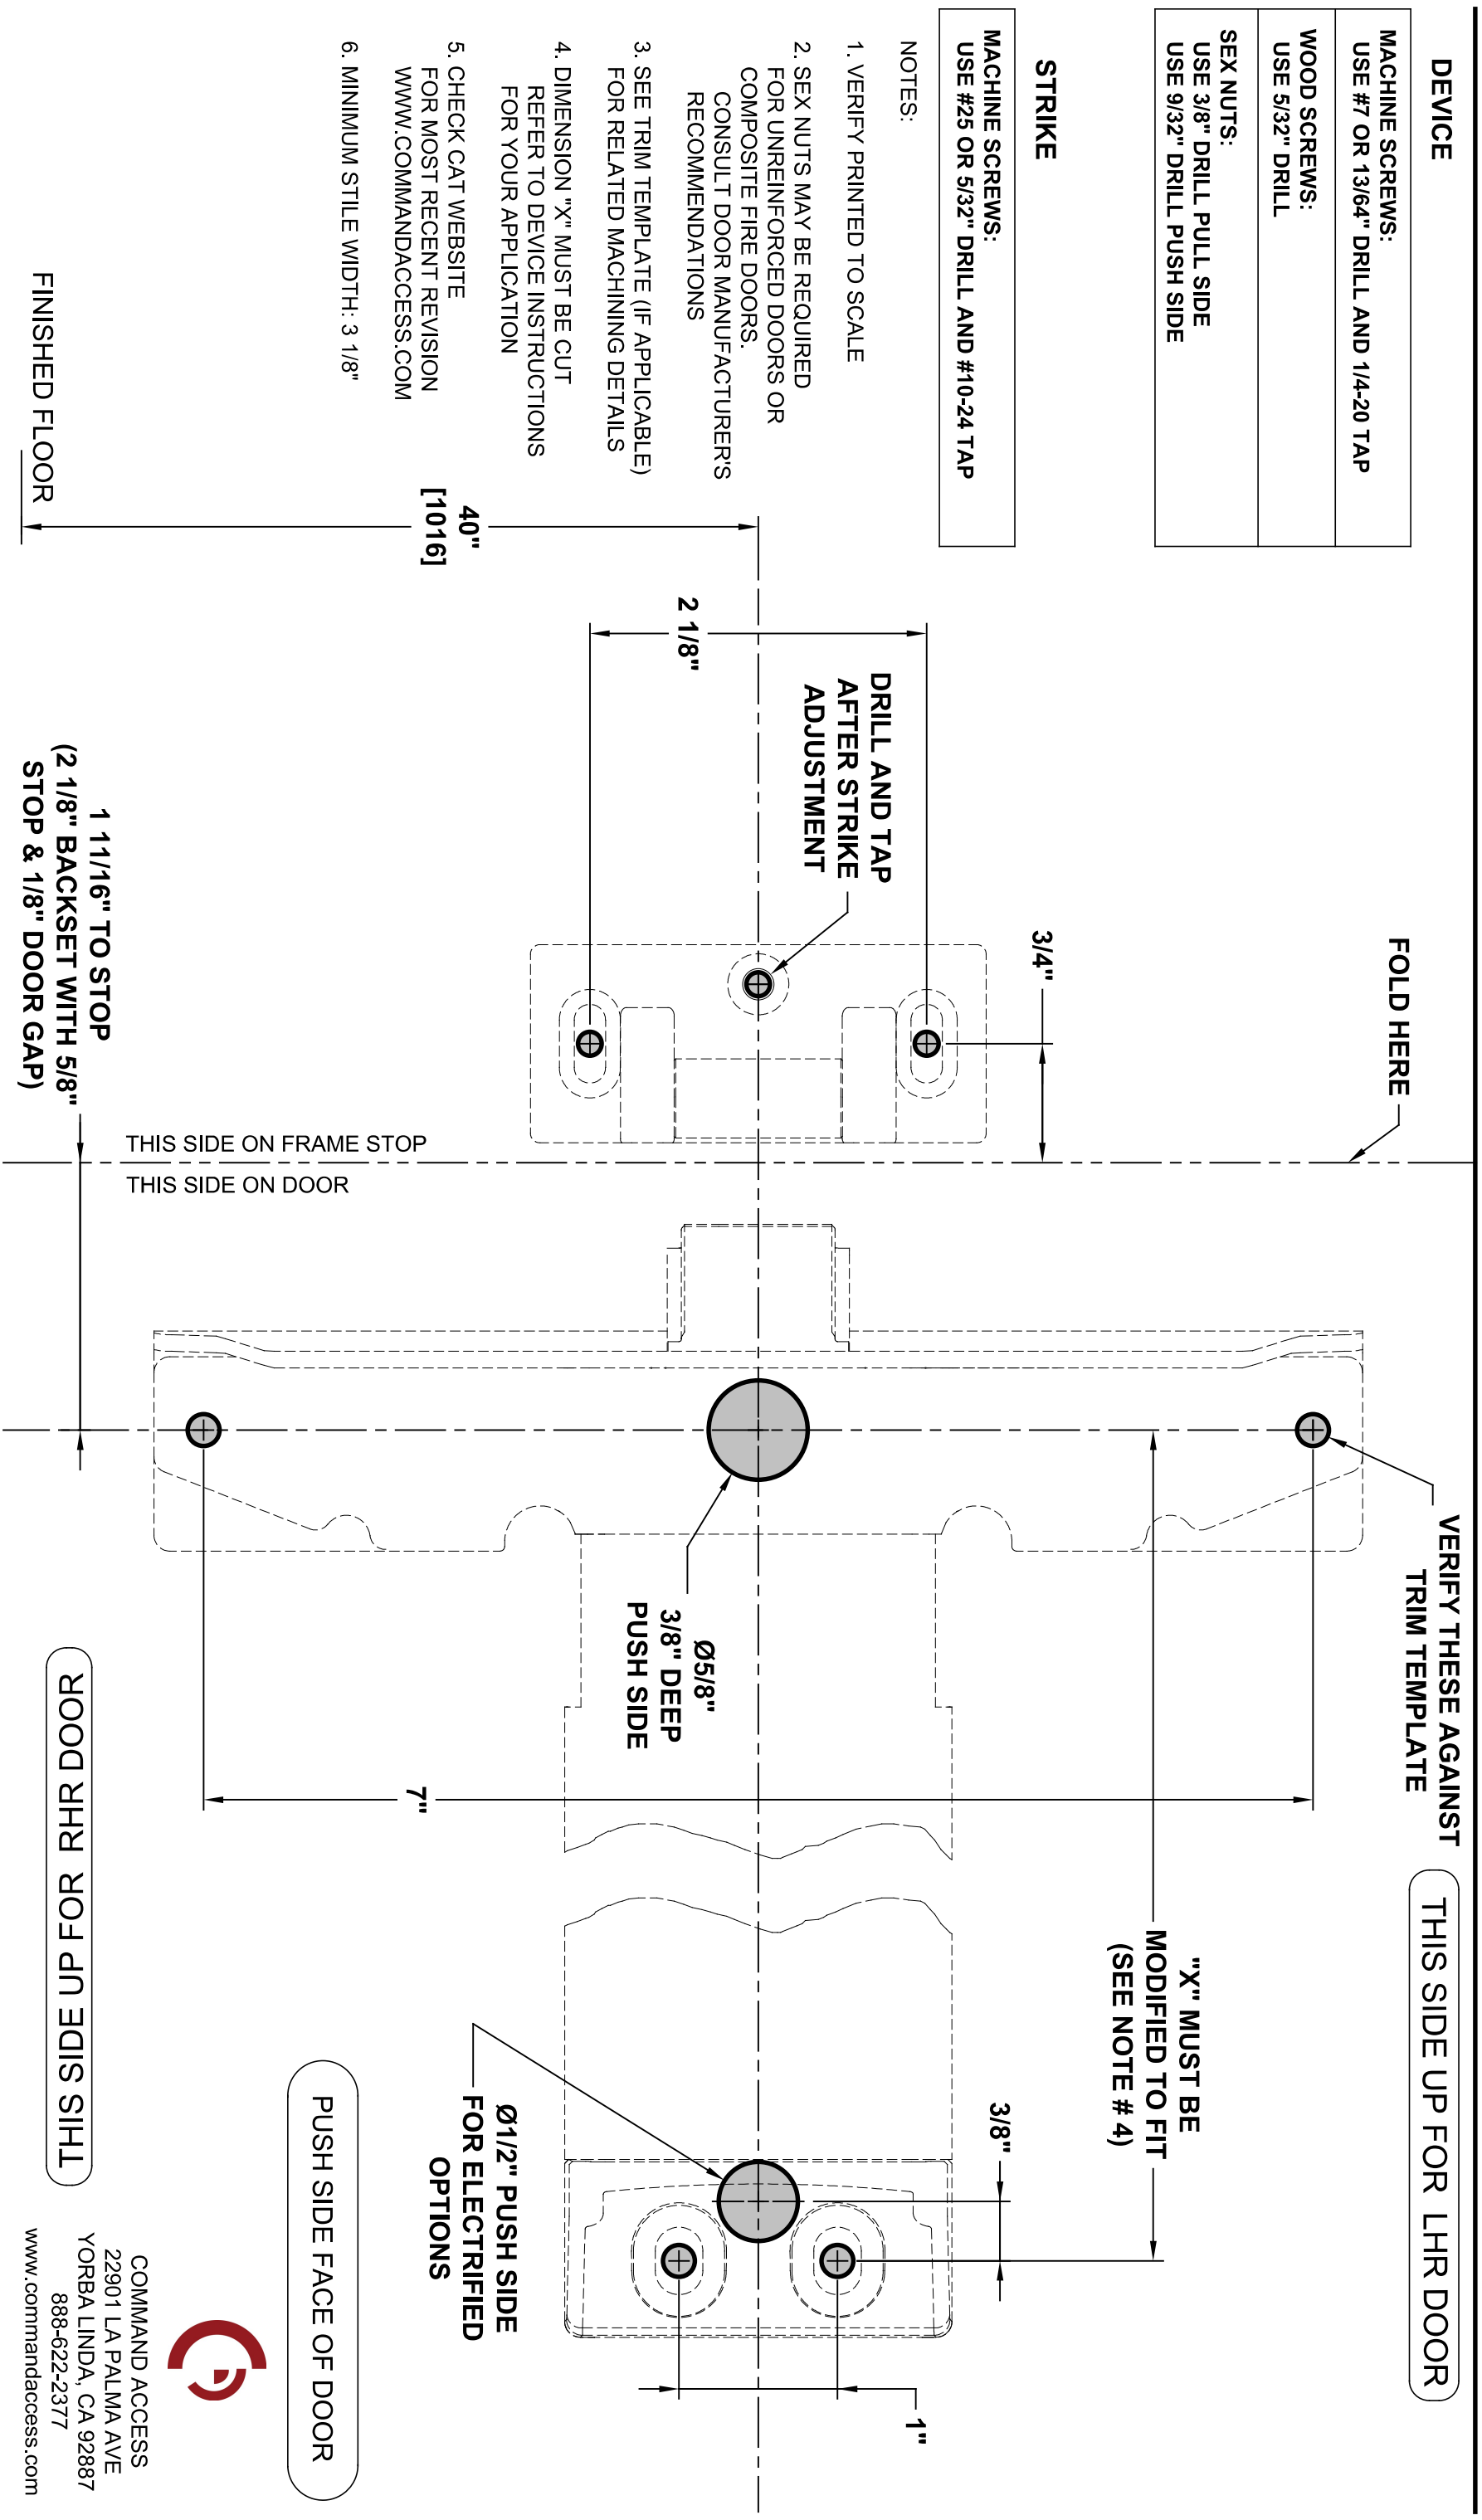 DEVICE
MACHINE SCREWS:
USE #7 OR 13/64" DRILL AND 1/4-20 TAP
WOOD SCREWS:
USE 5/32" DRILL
SEX NUTS:
USE 3/8" DRILL PULL SIDE
USE 9/32" DRILL PUSH SIDE
STRIKE
MACHINE SCREWS:
USE #25 OR 5/32" DRILL AND #10-24 TAP
NOTES:
1. VERIFY PRINTED TO SCALE
2. SEX NUTS MAY BE REQUIRED
FOR UNREINFORCED DOORS OR
COMPOSITE FIRE DOORS.
CONSULT DOOR MANUFACTURER'S
RECOMMENDATIONS
3. SEE TRIM TEMPLATE (IF APPLICABLE)
FOR RELATED MACHINING DETAILS
4. DIMENSION "X" MUST BE CUT
REFER TO DEVICE INSTRUCTIONS
FOR YOUR APPLICATION
5. CHECK CAT WEBSITE
FOR MOST RECENT REVISION
WWW.COMMANDACCESS.COM
6. MINIMUM STILE WIDTH: 3 1/8"
FINISHED FLOOR
40"
[1016]
2 1/8"
DRILL AND TAP
AFTER STRIKE
ADJUSTMENT
3/4"
FOLD HERE
1 11/16" TO STOP
(2 1/8" BACKSET WITH 5/8"
STOP & 1/8" DOOR GAP)
THIS SIDE ON FRAME STOP
THIS SIDE ON DOOR
VERIFY THESE AGAINST
TRIM TEMPLATE
THIS SIDE UP FOR LHR DOOR
Ø5/8"
3/8" DEEP
PUSH SIDE
7"
"X" MUST BE
MODIFIED TO FIT
(SEE NOTE # 4)
3/8"
Ø1/2" PUSH SIDE
FOR ELECTRIFIED
OPTIONS
1"
PUSH SIDE FACE OF DOOR
THIS SIDE UP FOR RHR DOOR
COMMAND ACCESS
22901 LA PALMA AVE
YORBA LINDA, CA 92887
888-622-2377
www.commandaccess.com